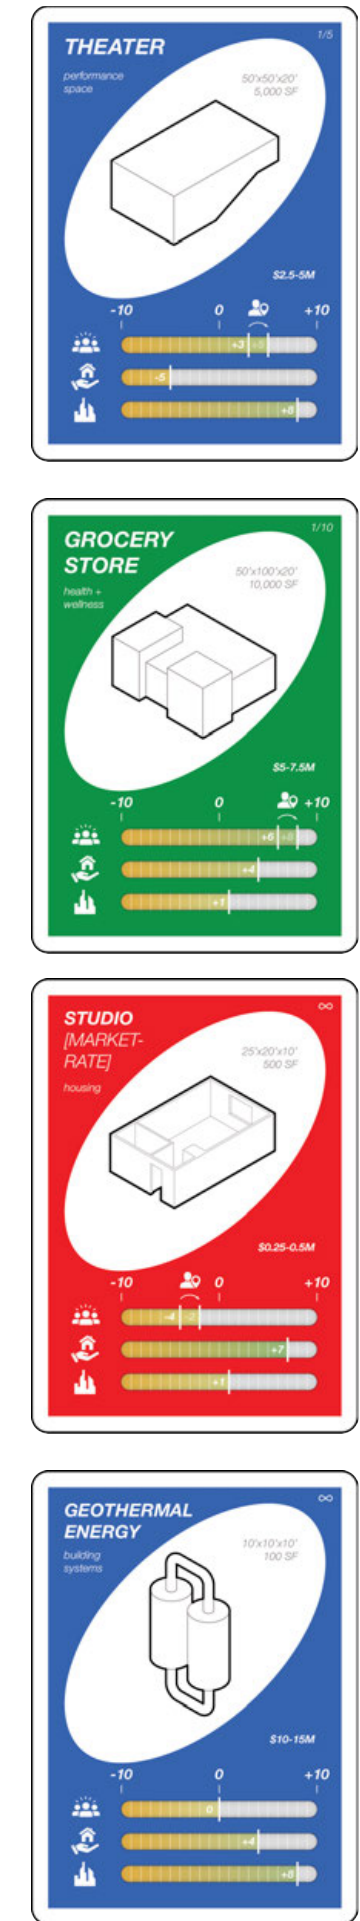 THEATER
1/5
performance
space
50'x50'x20'
5,000 SF
$2.5-5M
-10 0 +10
+3 +5
-5
+8
GROCERY
STORE
1/10
health +
wellness
50'x100'x20'
10,000 SF
$5-7.5M
-10 0 +10
+6 +8
+4
+1
STUDIO
[MARKET-
RATE]
∞
housing
25'x20'x10'
500 SF
$0.25-0.5M
-10 0 +10
-4 -2
+7
+1
GEOTHERMAL
ENERGY
∞
building
systems
10'x10'x10'
100 SF
$10-15M
-10 0 +10
0
+4
+8